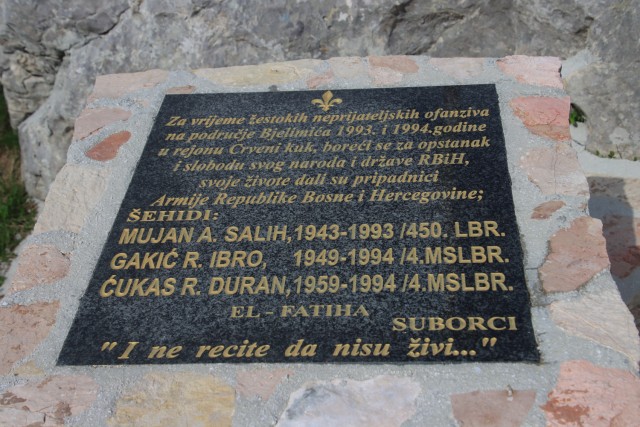 Za vrijeme žestokih neprijateljskih ofanziva
na područje Bjelimića 1993. i 1994.godine
u rejonu Crveni kuk, boreći se za opstanak
i slobodu svog naroda i države RBiH,
svoje živote dali su pripadnici
Armije Republike Bosne i Hercegovine;
ŠEHIDI:
MUJAN A. SALIH, 1943-1993 /450. LBR.
GAKIĆ R. IBRO, 1949-1994 /4.MSLBR.
ĆUKAS R. DURAN, 1959-1994 /4.MSLBR.
EL - FATIHA
SUBORCI
"I ne recite da nisu živi..."